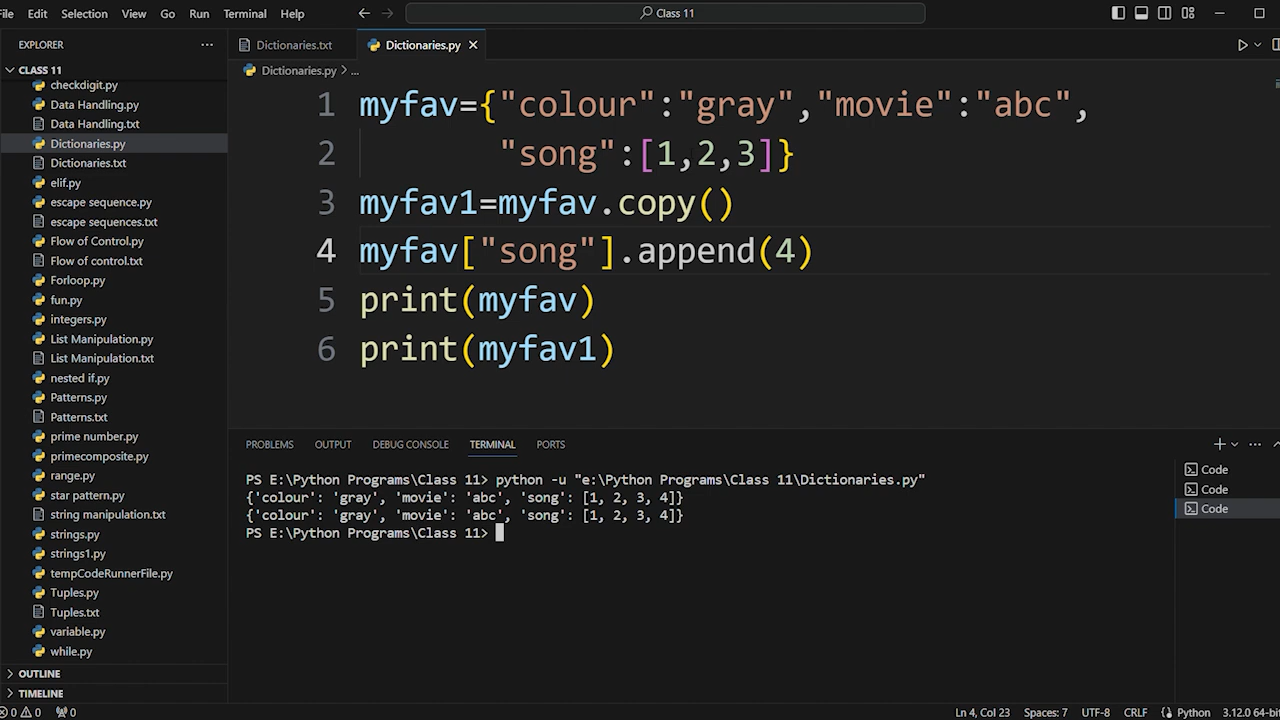 File Edit Selection View Go Run Terminal Help Class 11
EXPLORER
CLASS 11
checkdigit.py
Data Handling.py
Data Handling.txt
Dictionaries.py
Dictionaries.txt
elif.py
escape sequence.py
escape sequences.txt
Flow of Control.py
Flow of control.txt
Forloop.py
fun.py
integers.py
List Manipulation.py
List Manipulation.txt
nested if.py
Patterns.py
Patterns.txt
prime number.py
primecomposite.py
range.py
star pattern.py
string manipulation.txt
strings.py
strings1.py
tempCodeRunnerFile.py
Tuples.py
Tuples.txt
variable.py
while.py
OUTLINE
TIMELINE
Dictionaries.txt Dictionaries.py
Dictionaries.py > ...
1 myfav={"colour":"gray","movie":"abc",
2 "song":[1,2,3]}
3 myfav1=myfav.copy()
4 myfav["song"].append(4)
5 print(myfav)
6 print(myfav1)
PROBLEMS OUTPUT DEBUG CONSOLE TERMINAL PORTS
PS E:\Python Programs\Class 11> python -u "e:\Python Programs\Class 11\Dictionaries.py"
{'colour': 'gray', 'movie': 'abc', 'song': [1, 2, 3, 4]}
{'colour': 'gray', 'movie': 'abc', 'song': [1, 2, 3, 4]}
PS E:\Python Programs\Class 11>
Code
Code
Code
0 0 0 Ln 4, Col 23 Spaces: 7 UTF-8 CRLF Python 3.12.0 64-bit